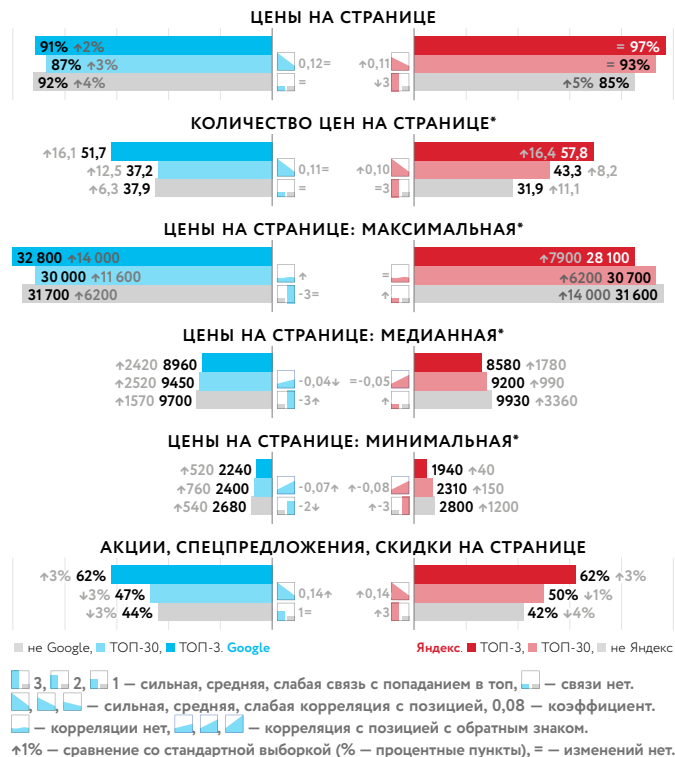 ЦЕНЫ НА СТРАНИЦЕ
91% ↑2% = 97%
87% ↑3% 0,12= ↑0,11 = 93%
92% ↑4% = ↓3 ↑5% 85%
КОЛИЧЕСТВО ЦЕН НА СТРАНИЦЕ*
↑16,1 51,7 ↑16,4 57,8
↑12,5 37,2 0,11= ↑0,10 43,3 ↑8,2
↑6,3 37,9 = =3 31,9 ↑11,1
ЦЕНЫ НА СТРАНИЦЕ: МАКСИМАЛЬНАЯ*
32 800 ↑14 000 ↑7900 28 100
30 000 ↑11 600 ↑ = ↑6200 30 700
31 700 ↑6200 -3= ↑ ↑14 000 31 600
ЦЕНЫ НА СТРАНИЦЕ: МЕДИАННАЯ*
↑2420 8960 8580 ↑1780
↑2520 9450 -0,04↓ =-0,05 9200 ↑990
↑1570 9700 -3↑ ↑ 9930 ↑3360
ЦЕНЫ НА СТРАНИЦЕ: МИНИМАЛЬНАЯ*
↑520 2240 1940 ↑40
↑760 2400 -0,07↑ ↑-0,08 2310 ↑150
↑540 2680 -2↓ ↑-3 2800 ↑1200
АКЦИИ, СПЕЦПРЕДЛОЖЕНИЯ, СКИДКИ НА СТРАНИЦЕ
↑3% 62% 62% ↑3%
↓3% 47% 0,14↑ ↑0,14 50% ↓1%
↓3% 44% 1= ↑3 42% ↓4%
не Google, ТОП-30, ТОП-3. Google Яндекс. ТОП-3, ТОП-30, не Яндекс
3, 2, 1 — сильная, средняя, слабая связь с попаданием в топ, — связи нет.
, , — сильная, средняя, слабая корреляция с позицией, 0,08 — коэффициент.
— корреляции нет, , , — корреляция с позицией с обратным знаком.
↑1% — сравнение со стандартной выборкой (% — процентные пункты), = — изменений нет.